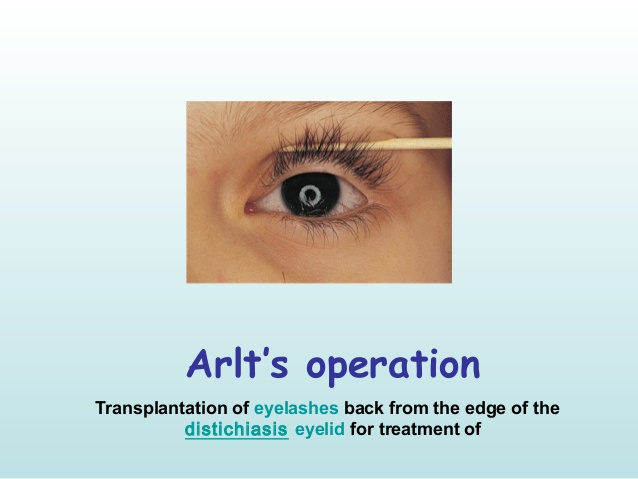 Arlt’s operation
Transplantation of eyelashes back from the edge of the
distichiasis eyelid for treatment of